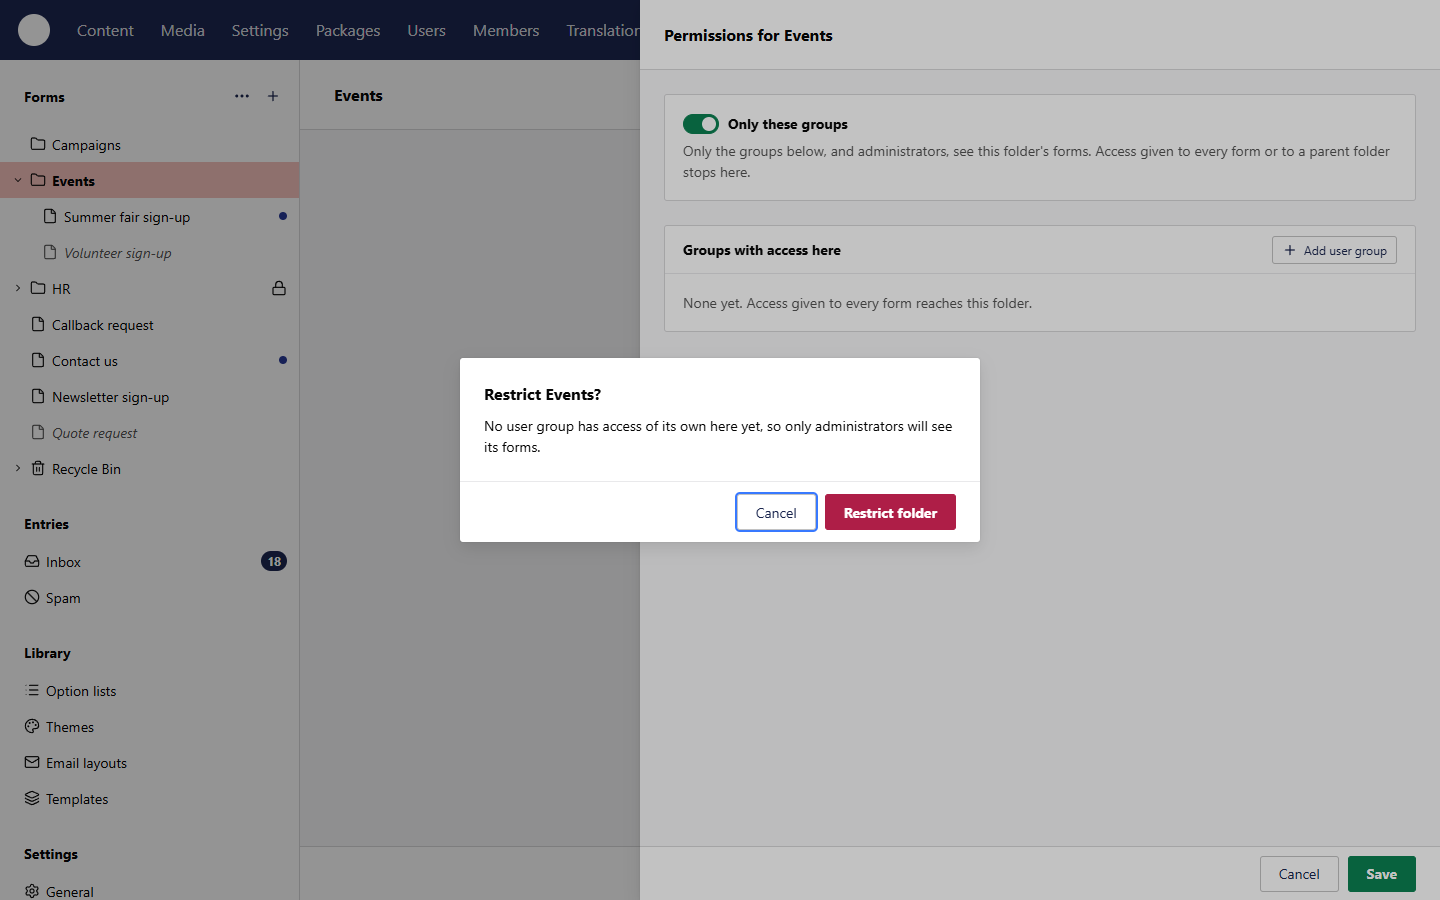 Content Media Settings Packages Users Members Translation
Permissions for Events
Forms
Events
Campaigns
Events
Summer fair sign-up
Volunteer sign-up
HR
Callback request
Contact us
Newsletter sign-up
Quote request
Recycle Bin
Entries
Inbox 18
Spam
Library
Option lists
Themes
Email layouts
Templates
Settings
General
Only these groups
Only the groups below, and administrators, see this folder's forms. Access given to every form or to a parent folder
stops here.
Groups with access here
Add user group
None yet. Access given to every form reaches this folder.
Restrict Events?
No user group has access of its own here yet, so only administrators will see
its forms.
Cancel Restrict folder
Cancel Save